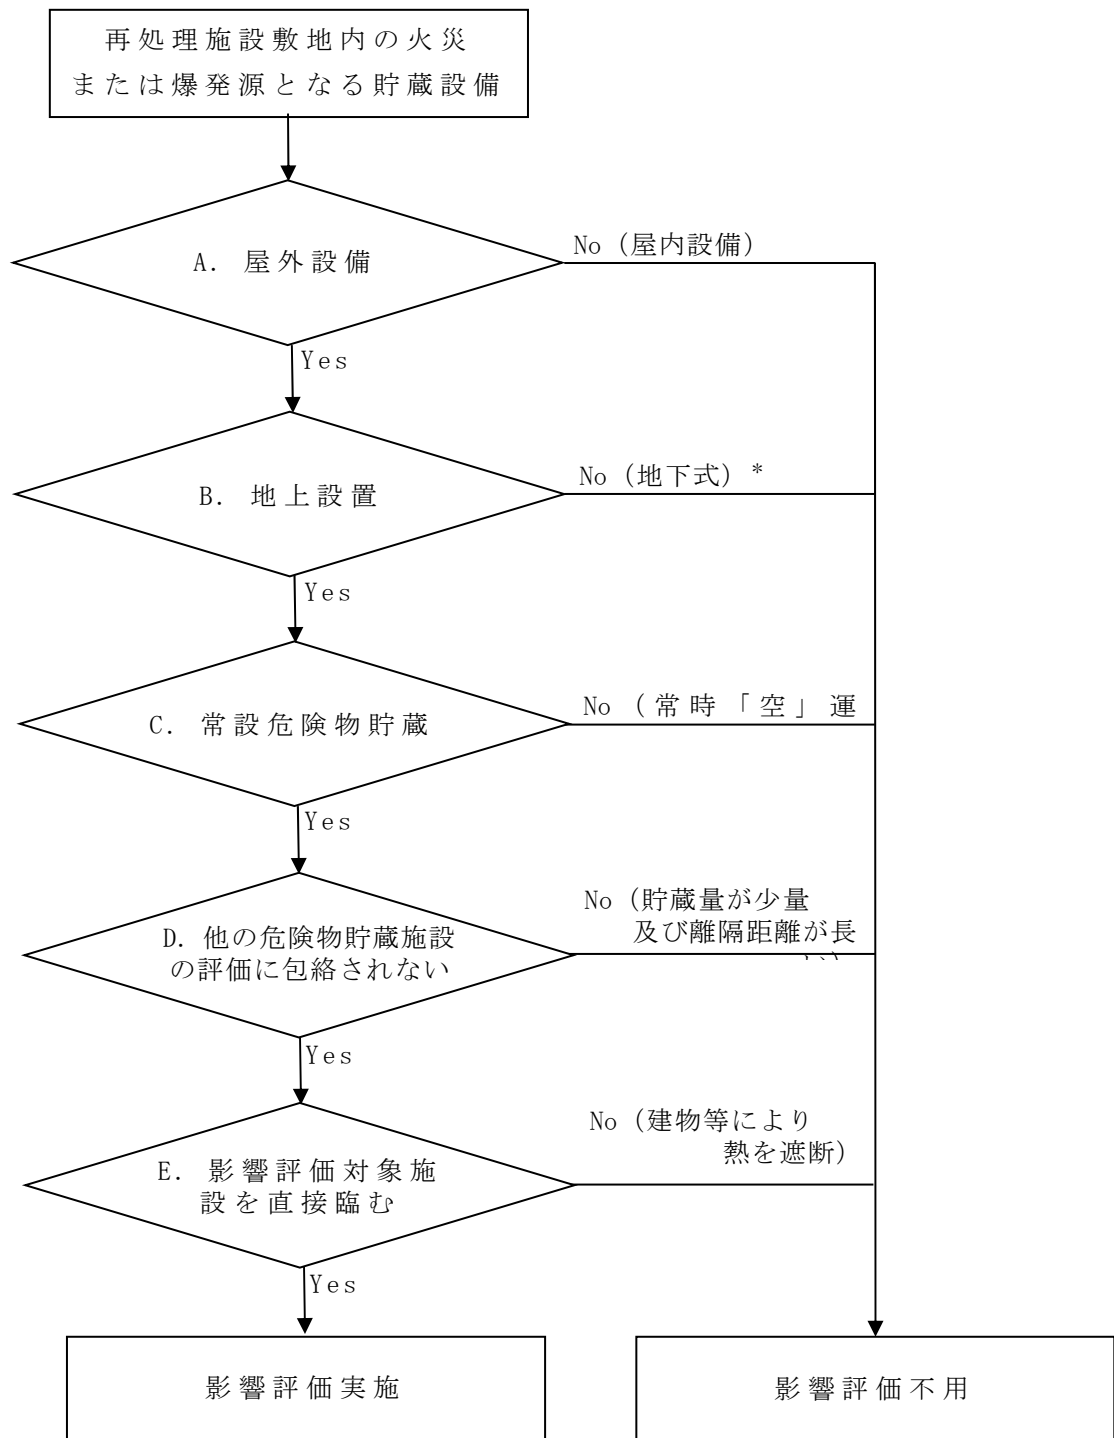 再処理施設敷地内の火災
または爆発源となる貯蔵設備
A. 屋外設備
No（屋内設備）
Yes
B. 地上設置
No（地下式）*
Yes
C. 常設危険物貯蔵
No（常時「空」運
Yes
D. 他の危険物貯蔵施設
の評価に包絡されない
No（貯蔵量が少量
及び離隔距離が長
Yes
E. 影響評価対象施
設を直接臨む
No（建物等により
熱を遮断）
Yes
影響評価実施
影響評価不用